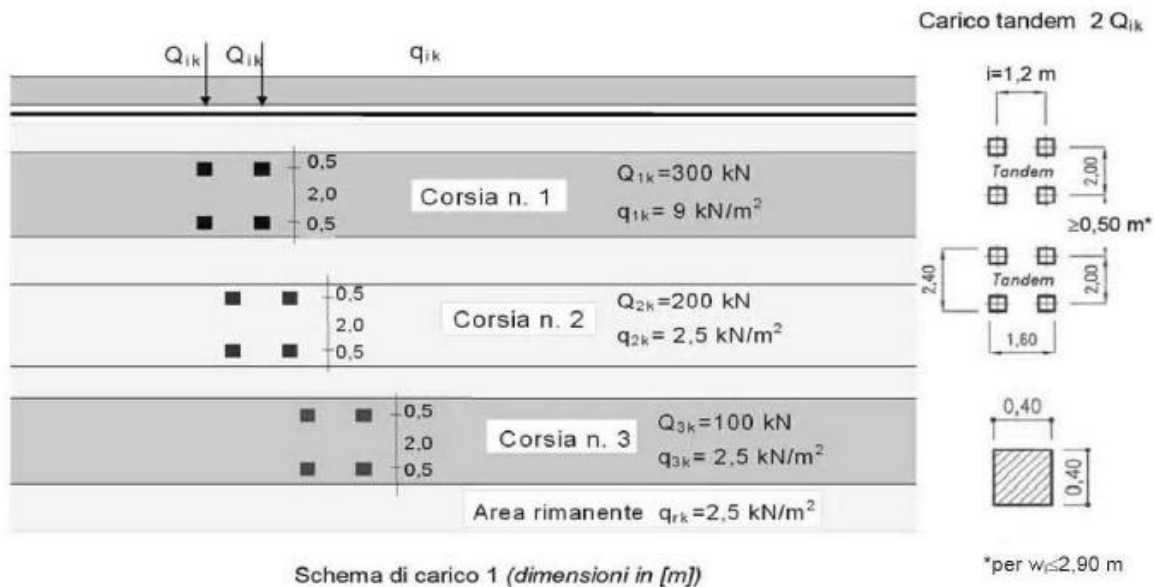 Carico tandem 2 Qik
Qik Qik qik
i=1,2 m
0,5
2,0
0,5
Corsia n. 1
Q1k=300 kN
q1k= 9 kN/m²
Tandem
2,00
≥0,50 m*
0,5
2,0
0,5
Corsia n. 2
Q2k=200 kN
q2k= 2,5 kN/m²
2,40
Tandem
2,00
1,60
0,5
2,0
0,5
Corsia n. 3
Q3k=100 kN
q3k= 2,5 kN/m²
0,40
0,40
Area rimanente qrk=2,5 kN/m²
Schema di carico 1 (dimensioni in [m])
*per wl≤2,90 m